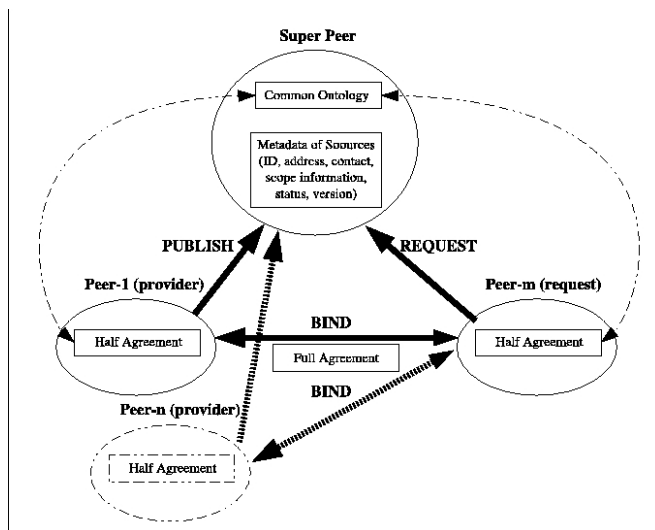 Super Peer
Common Ontology
Metadata of Soources
(ID, address, contact,
scope information,
status, version)
PUBLISH
REQUEST
Peer-1 (provider)
Peer-m (request)
Half Agreement
BIND
Half Agreement
Full Agreement
BIND
Peer-n (provider)
Half Agreement